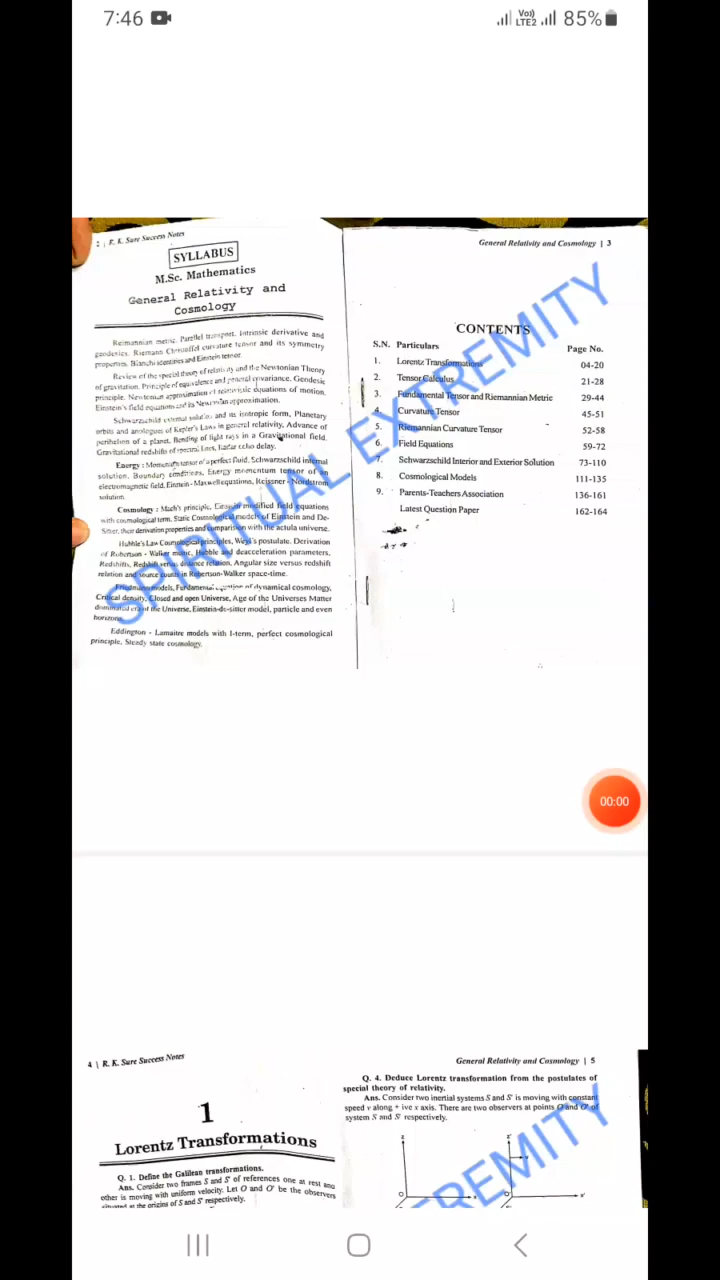 7:46
Vo)) LTE2 85%
2 | R. K. Sure Success Notes
SYLLABUS
M.Sc. Mathematics
General Relativity and
Cosmology
Reimannian metric. Parellel transport. Intrinsic derivative and
geodesics. Riemann Christoffel curvature tensor and its symmetry
properties. Bianchi identities and Einstein tensor.
Review of the special theory of relativity and the Newtonian Theory
of gravitation. Principle of equivalence and general covariance. Geodesic
principle. Newtonian approximation of relativistic equations of motion.
Einstein's field equations and its Newtonian approximation.
Schwarzschild external solution and its isotropic form, Planetary
orbits and analogues of Kepler's Laws in general relativity, Advance of
perihelion of a planet, Bending of light rays in a Gravitational field.
Gravitational redshifts of spectral lines, Radar echo delay.
Energy : Momentum tensor of a perfect fluid. Schwarzschild internal
solution, Boundary conditions, Energy momentum tensor of an
electromagnetic field, Einstein - Maxwell equations, Reissner - Nordstrom
solution.
Cosmology : Mach's principle, Einstein modified field equations
with cosmological term, Static Cosmological models of Einstein and De-
Sitter, their derivation properties and comparison with the actula universe.
Hubble's Law Cosmological principles, Weyl's postulate. Derivation
of Robertson - Walker metric, Hubble and deacceleration parameters,
Redshifts, Redshift versus distance relation. Angular size versus redshift
relation and source counts in Robertson-Walker space-time.
Friedmann models, Fundamental equation of dynamical cosmology,
Critical density, Closed and open Universe, Age of the Universes Matter
dominated era of the Universe, Einstein-de-sitter model, particle and even
horizons.
Eddington - Lamaitre models with l-term, perfect cosmological
principle, Steady state cosmology.
General Relativity and Cosmology | 3
CONTENTS
S.N. Particulars Page No.
1. Lorentz Transformations 04-20
2. Tensor Calculus 21-28
3. Fundamental Tensor and Riemannian Metric 29-44
4. Curvature Tensor 45-51
5. Riemannian Curvature Tensor 52-58
6. Field Equations 59-72
7. Schwarzschild Interior and Exterior Solution 73-110
8. Cosmological Models 111-135
9. Parents-Teachers Association 136-161
Latest Question Paper 162-164
SPIRITUAL EXTREMITY
00:00
4 | R. K. Sure Success Notes
1
Lorentz Transformations
Q. 1. Define the Galilean transformations.
Ans. Consider two frames S and S' of references one at rest and
other is moving with uniform velocity. Let O and O' be the observers
situated at the origins of S and S' respectively.
General Relativity and Cosmology | 5
Q. 4. Deduce Lorentz transformation from the postulates of
special theory of relativity.
Ans. Consider two inertial systems S and S' is moving with constant
speed v along + ive x axis. There are two observers at points O and O' of
system S and S' respectively.
z z'
O O'
x x'
EXTREMITY